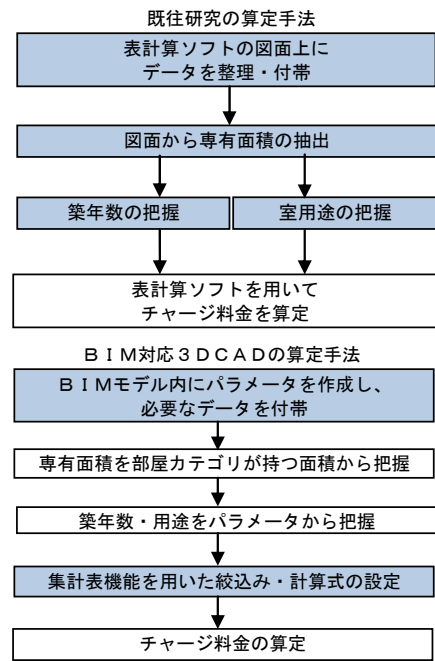 既往研究の算定手法
表計算ソフトの図面上に
データを整理・付帯
図面から専有面積の抽出
築年数の把握
室用途の把握
表計算ソフトを用いて
チャージ料金を算定
ＢＩＭ対応３ＤＣＡＤの算定手法
ＢＩＭモデル内にパラメータを作成し、
必要なデータを付帯
専有面積を部屋カテゴリが持つ面積から把握
築年数・用途をパラメータから把握
集計表機能を用いた絞込み・計算式の設定
チャージ料金の算定